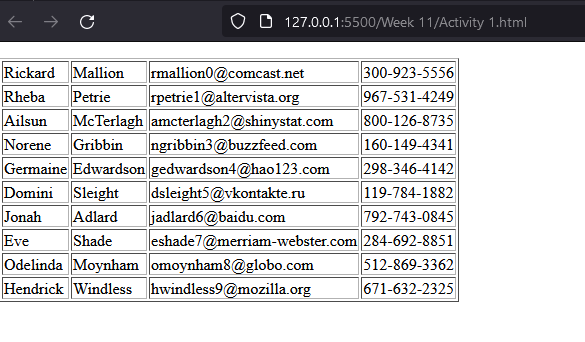 127.0.0.1:5500/Week 11/Activity 1.html
Rickard Mallion rmallion0@comcast.net 300-923-5556
Rheba Petrie rpetrie1@altervista.org 967-531-4249
Ailsun McTerlagh amcterlagh2@shinystat.com 800-126-8735
Norene Gribbin ngribbin3@buzzfeed.com 160-149-4341
Germaine Edwardson gedwardson4@hao123.com 298-346-4142
Domini Sleight dsleight5@vkontakte.ru 119-784-1882
Jonah Adlard jadlard6@baidu.com 792-743-0845
Eve Shade eshade7@merriam-webster.com 284-692-8851
Odelinda Moynham omoynham8@globo.com 512-869-3362
Hendrick Windless hwindless9@mozilla.org 671-632-2325